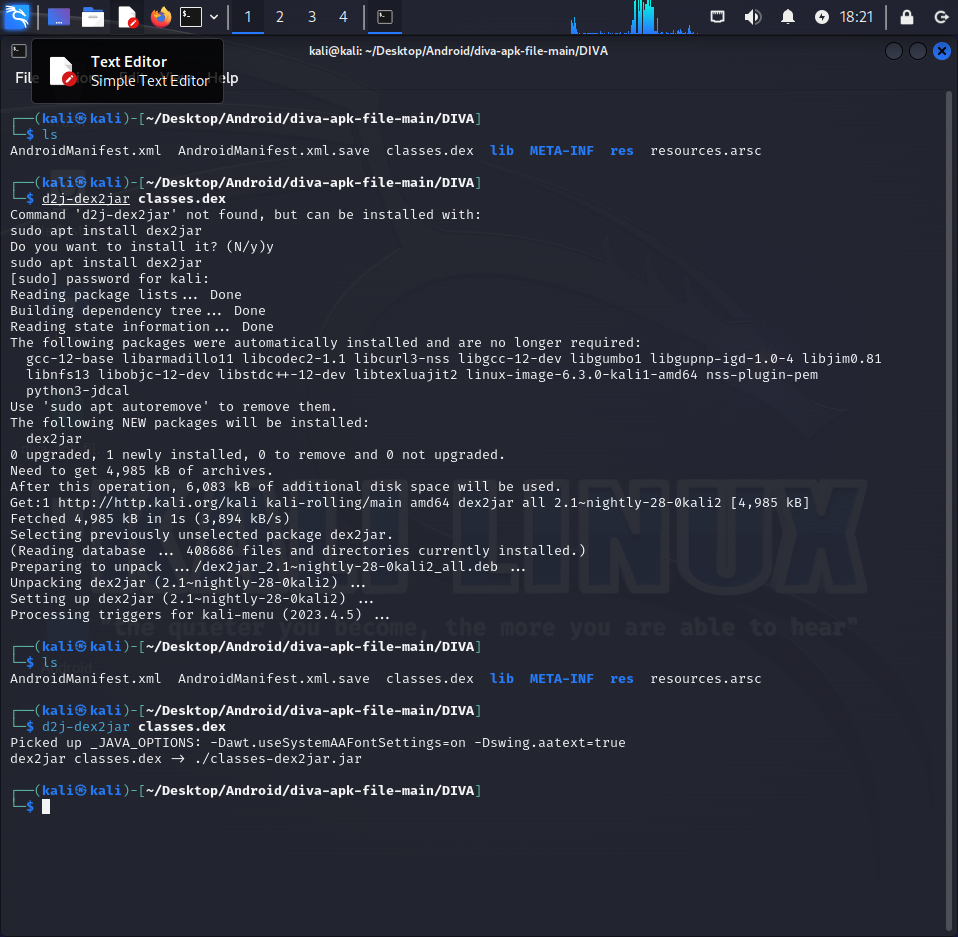 1 2 3 4 18:21
kali@kali: ~/Desktop/Android/diva-apk-file-main/DIVA
Text Editor
Simple Text Editor
File Help
┌──(kali㉿kali)-[~/Desktop/Android/diva-apk-file-main/DIVA]
└─$ ls
AndroidManifest.xml AndroidManifest.xml.save classes.dex lib META-INF res resources.arsc
┌──(kali㉿kali)-[~/Desktop/Android/diva-apk-file-main/DIVA]
└─$ d2j-dex2jar classes.dex
Command 'd2j-dex2jar' not found, but can be installed with:
sudo apt install dex2jar
Do you want to install it? (N/y)y
sudo apt install dex2jar
[sudo] password for kali:
Reading package lists... Done
Building dependency tree... Done
Reading state information... Done
The following packages were automatically installed and are no longer required:
gcc-12-base libarmadillo11 libcodec2-1.1 libcurl3-nss libgcc-12-dev libgumbo1 libgupnp-igd-1.0-4 libjim0.81
libnfs13 libobjc-12-dev libstdc++-12-dev libtexluajit2 linux-image-6.3.0-kali1-amd64 nss-plugin-pem
python3-jdcal
Use 'sudo apt autoremove' to remove them.
The following NEW packages will be installed:
dex2jar
0 upgraded, 1 newly installed, 0 to remove and 0 not upgraded.
Need to get 4,985 kB of archives.
After this operation, 6,083 kB of additional disk space will be used.
Get:1 http://http.kali.org/kali kali-rolling/main amd64 dex2jar all 2.1~nightly-28-0kali2 [4,985 kB]
Fetched 4,985 kB in 1s (3,894 kB/s)
Selecting previously unselected package dex2jar.
(Reading database ... 408686 files and directories currently installed.)
Preparing to unpack .../dex2jar_2.1~nightly-28-0kali2_all.deb ...
Unpacking dex2jar (2.1~nightly-28-0kali2) ...
Setting up dex2jar (2.1~nightly-28-0kali2) ...
Processing triggers for kali-menu (2023.4.5) ...
KALI LINUX
"the quieter you become, the more you are able to hear"
┌──(kali㉿kali)-[~/Desktop/Android/diva-apk-file-main/DIVA]
└─$ ls
AndroidManifest.xml AndroidManifest.xml.save classes.dex lib META-INF res resources.arsc
┌──(kali㉿kali)-[~/Desktop/Android/diva-apk-file-main/DIVA]
└─$ d2j-dex2jar classes.dex
Picked up _JAVA_OPTIONS: -Dawt.useSystemAAFontSettings=on -Dswing.aatext=true
dex2jar classes.dex -> ./classes-dex2jar.jar
┌──(kali㉿kali)-[~/Desktop/Android/diva-apk-file-main/DIVA]
└─$